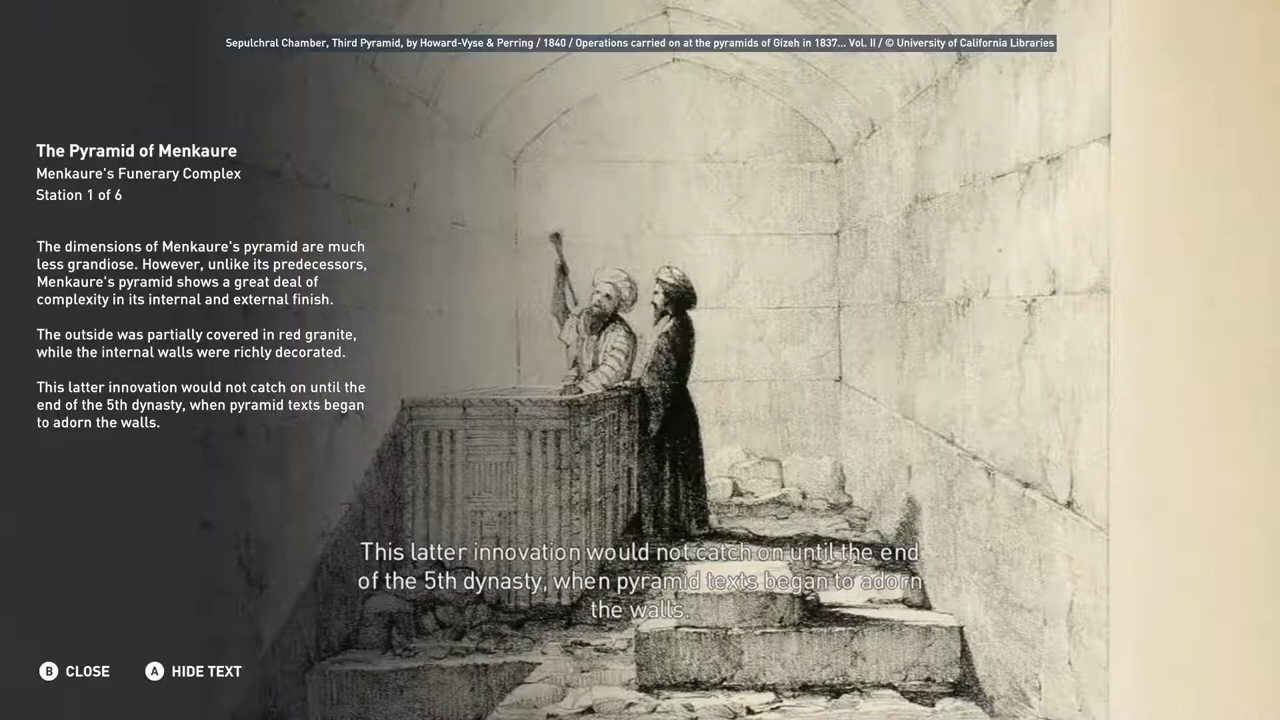 Sepulchral Chamber, Third Pyramid, by Howard-Vyse & Perring / 1840 / Operations carried on at the pyramids of Gizeh in 1837... Vol. II / © University of California Libraries
The Pyramid of Menkaure
Menkaure's Funerary Complex
Station 1 of 6
The dimensions of Menkaure's pyramid are much
less grandiose. However, unlike its predecessors,
Menkaure's pyramid shows a great deal of
complexity in its internal and external finish.
The outside was partially covered in red granite,
while the internal walls were richly decorated.
This latter innovation would not catch on until the
end of the 5th dynasty, when pyramid texts began
to adorn the walls.
This latter innovation would not catch on until the end
of the 5th dynasty, when pyramid texts began to adorn
the walls.
B CLOSE A HIDE TEXT